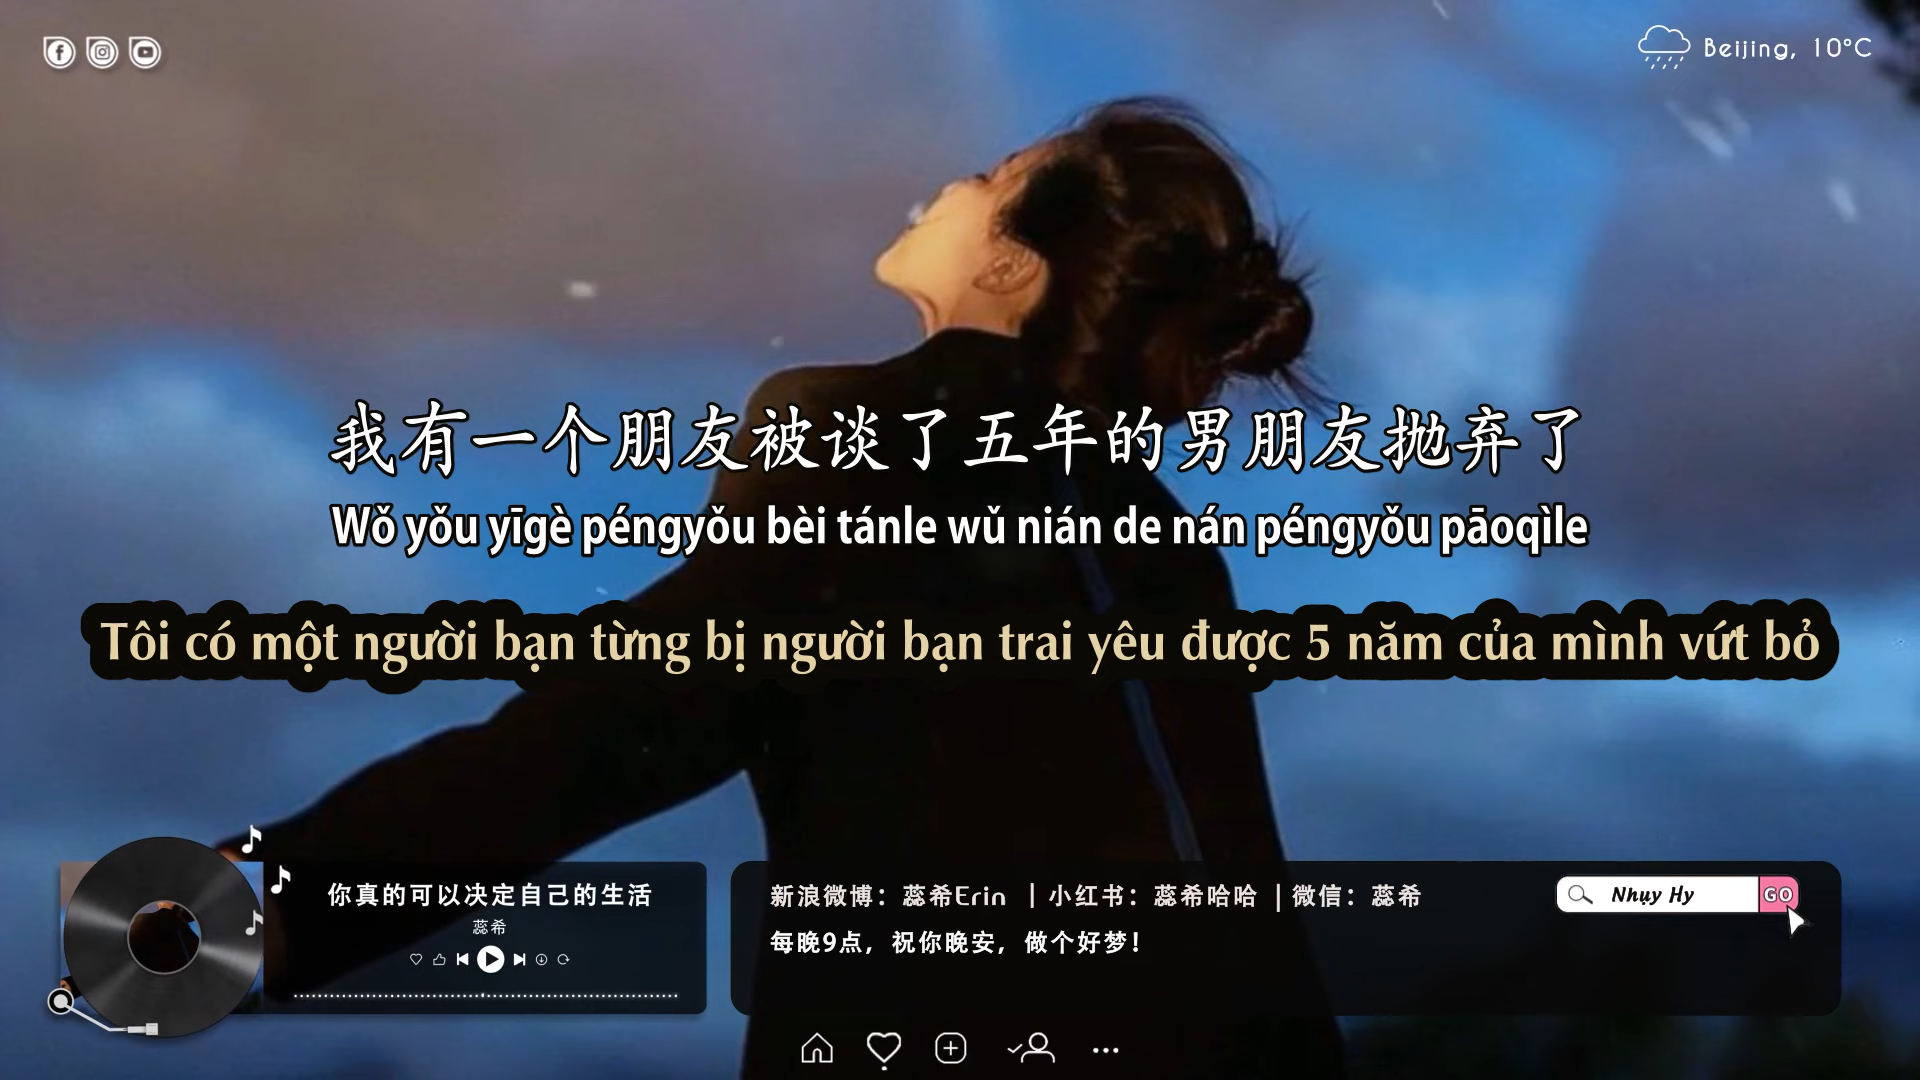 Beijing, 10°C
我有一个朋友被谈了五年的男朋友抛弃了
Wǒ yǒu yīgè péngyǒu bèi tánle wǔ nián de nán péngyǒu pāoqìle
Tôi có một người bạn từng bị người bạn trai yêu được 5 năm của mình vứt bỏ
你真的可以决定自己的生活
蕊希
新浪微博：蕊希Erin ｜小红书：蕊希哈哈 ｜微信：蕊希
每晚9点，祝你晚安，做个好梦！
Nhụy Hy
GO